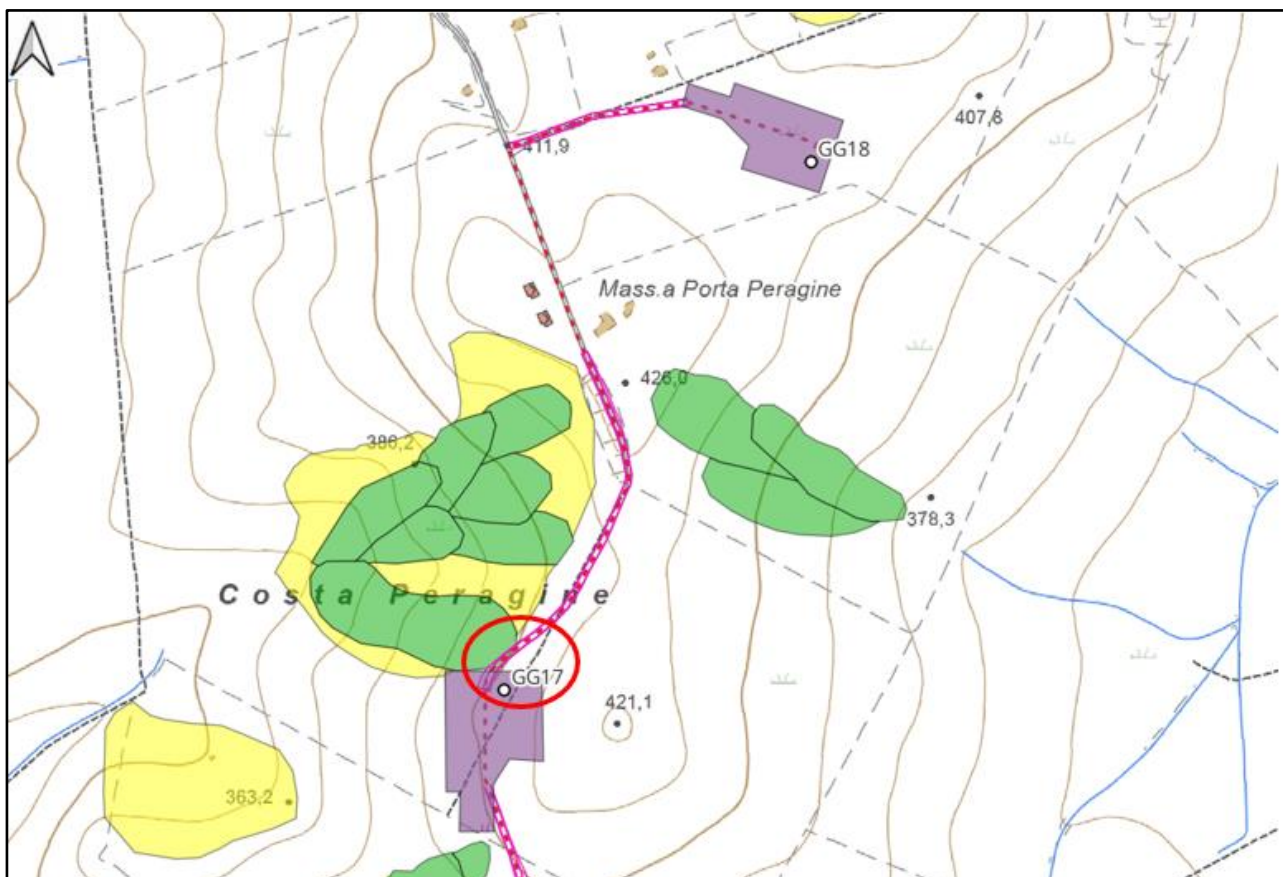 407,8
411,9
GG18
Mass.a Porta Peragine
426,0
386,2
378,3
Costa Peragine
GG17
421,1
363,2